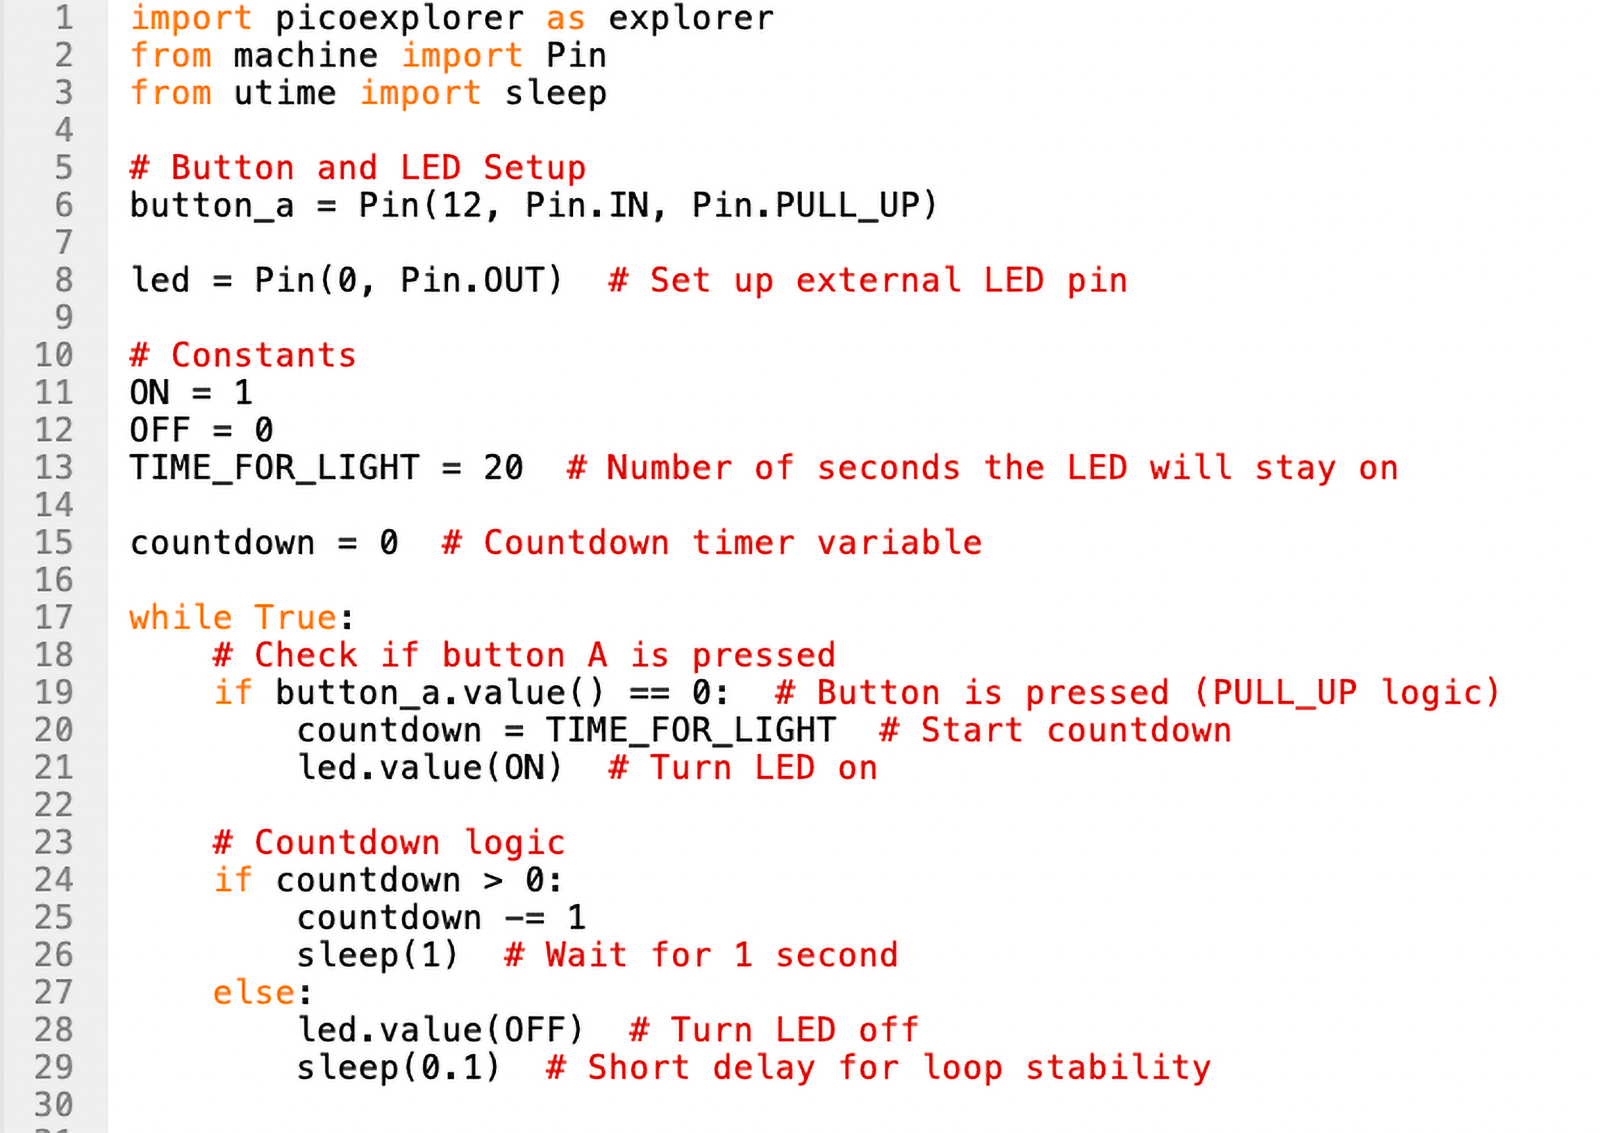 1 import picoexplorer as explorer
2 from machine import Pin
3 from utime import sleep
4
5 # Button and LED Setup
6 button_a = Pin(12, Pin.IN, Pin.PULL_UP)
7
8 led = Pin(0, Pin.OUT)  # Set up external LED pin
9
10 # Constants
11 ON = 1
12 OFF = 0
13 TIME_FOR_LIGHT = 20  # Number of seconds the LED will stay on
14
15 countdown = 0  # Countdown timer variable
16
17 while True:
18     # Check if button A is pressed
19     if button_a.value() == 0:  # Button is pressed (PULL_UP logic)
20         countdown = TIME_FOR_LIGHT  # Start countdown
21         led.value(ON)  # Turn LED on
22
23     # Countdown logic
24     if countdown > 0:
25         countdown -= 1
26         sleep(1)  # Wait for 1 second
27     else:
28         led.value(OFF)  # Turn LED off
29         sleep(0.1)  # Short delay for loop stability
30